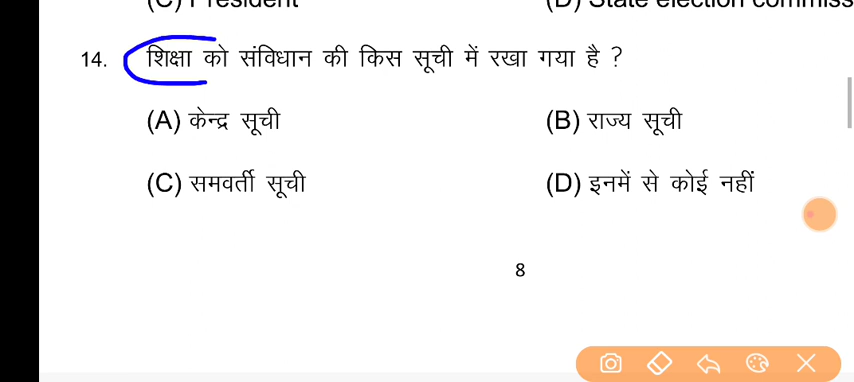 14. शिक्षा को संविधान की किस सूची में रखा गया है ?
(A) केन्द्र सूची (B) राज्य सूची
(C) समवर्ती सूची (D) इनमें से कोई नहीं
8